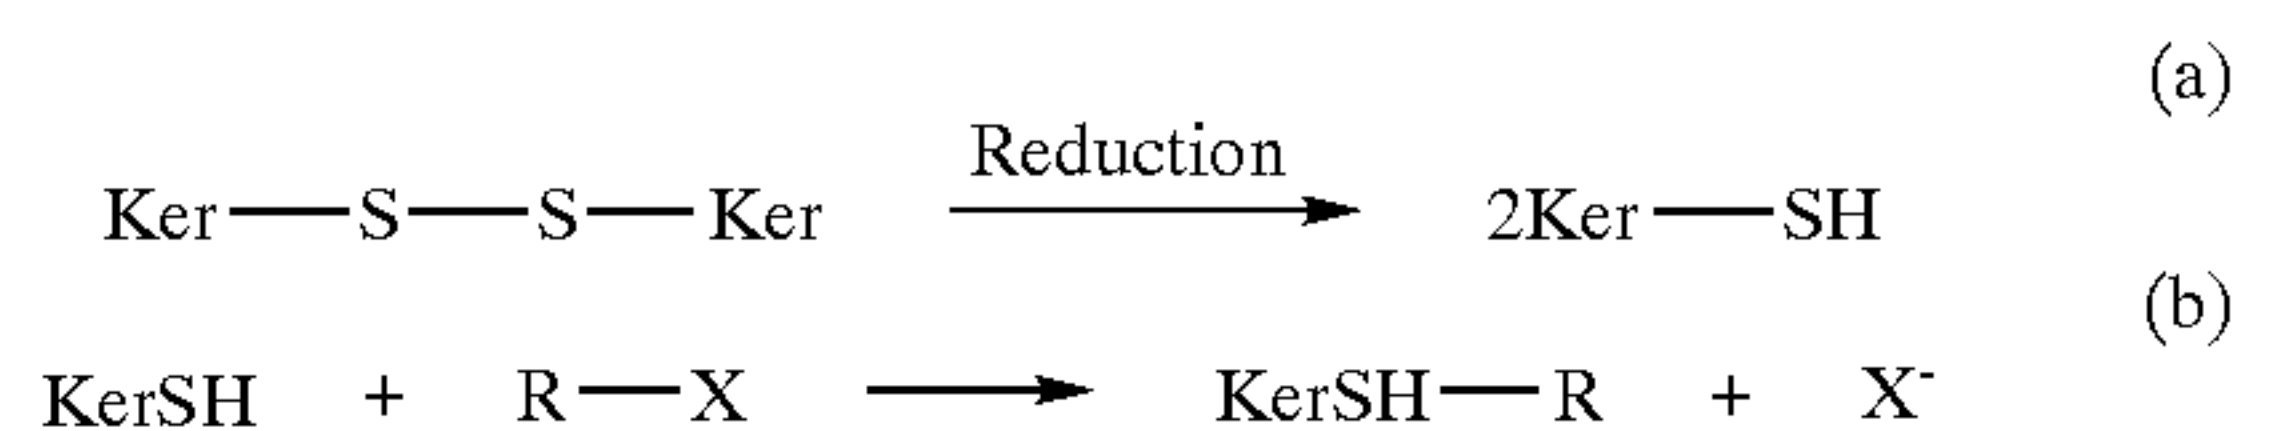 (a)
Reduction
Ker—S—S—Ker → 2Ker—SH
(b)
KerSH + R—X → KerSH—R + X⁻